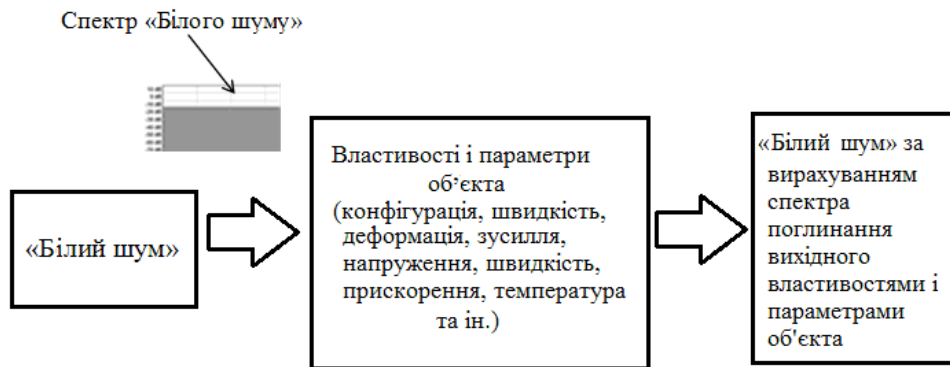 Спектр «Білого шуму»
«Білий шум»
Властивості і параметри
об'єкта
(конфігурація, швидкість,
деформація, зусилля,
напруження, швидкість,
прискорення, температура
та ін.)
«Білий шум» за
вирахуванням
спектра
поглинання
вихідного
властивостями і
параметрами
об'єкта